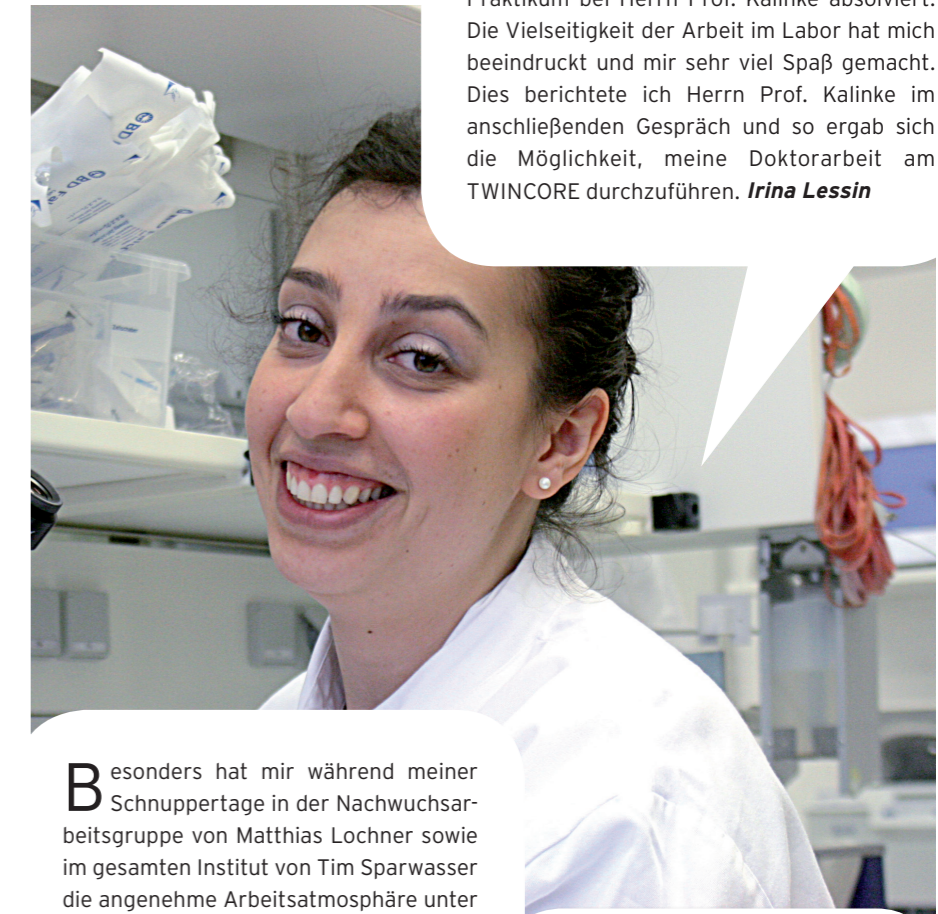 Praktikum bei Herrn Prof. Kalinke absolviert.
Die Vielseitigkeit der Arbeit im Labor hat mich
beeindruckt und mir sehr viel Spaß gemacht.
Dies berichtete ich Herrn Prof. Kalinke im
anschließenden Gespräch und so ergab sich
die Möglichkeit, meine Doktorarbeit am
TWINCORE durchzuführen. Irina Lessin
BD
BD
Besonders hat mir während meiner
Schnuppertage in der Nachwuchsar-
beitsgruppe von Matthias Lochner sowie
im gesamten Institut von Tim Sparwasser
die angenehme Arbeitsatmosphäre unter